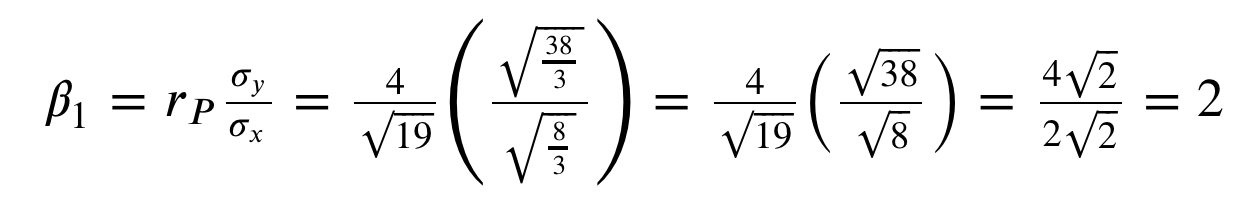 β₁ = r_P σ_y/σ_x = 4/√19 (√(38/3)/√(8/3)) = 4/√19 (√38/√8) = 4√2/2√2 = 2